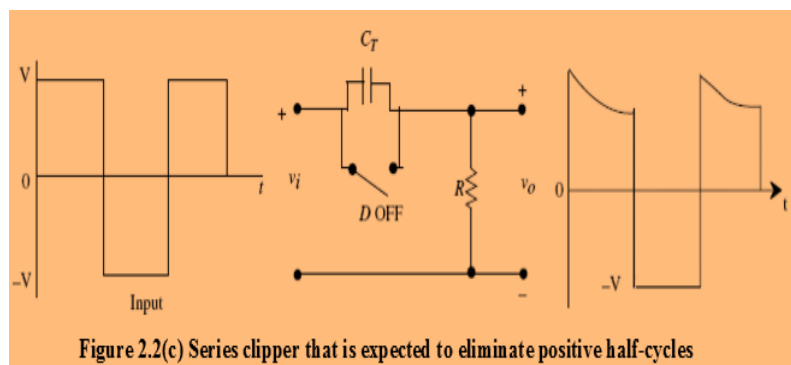 C_T
V
+
+
0
t
v_i
R
v_o
0
t
D OFF
–V
Input
–
–V
Figure 2.2(c) Series clipper that is expected to eliminate positive half-cycles